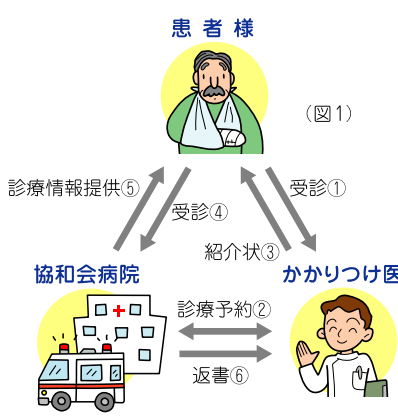 患者様
（図1）
診療情報提供⑤
受診①
受診④
紹介状③
協和会病院
かかりつけ医
診療予約②
返書⑥